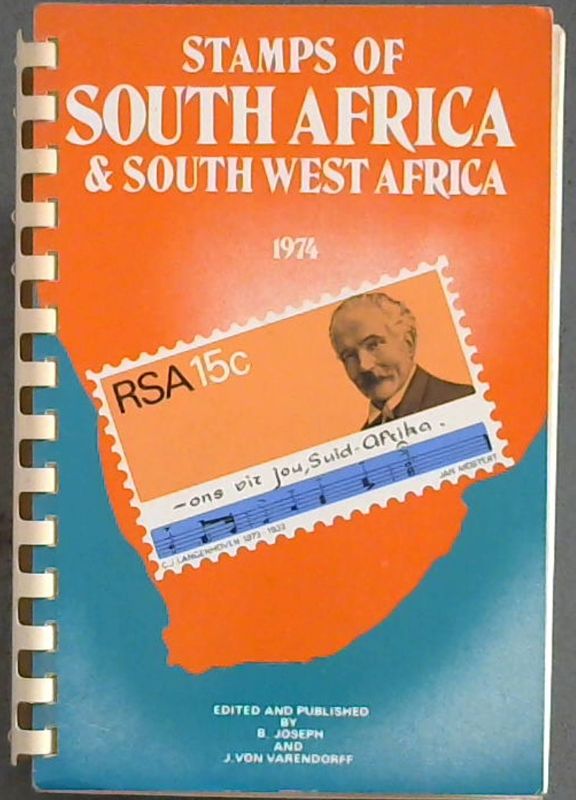 STAMPS OF
SOUTH AFRICA
& SOUTH WEST AFRICA
1974
RSA 15c
-ons vir jou, Suid-Afrika.
JAN MOSTERT
C.J. LANGENHOVEN 1873-1932
EDITED AND PUBLISHED
BY
B. JOSEPH
AND
J. VON VARENDORFF